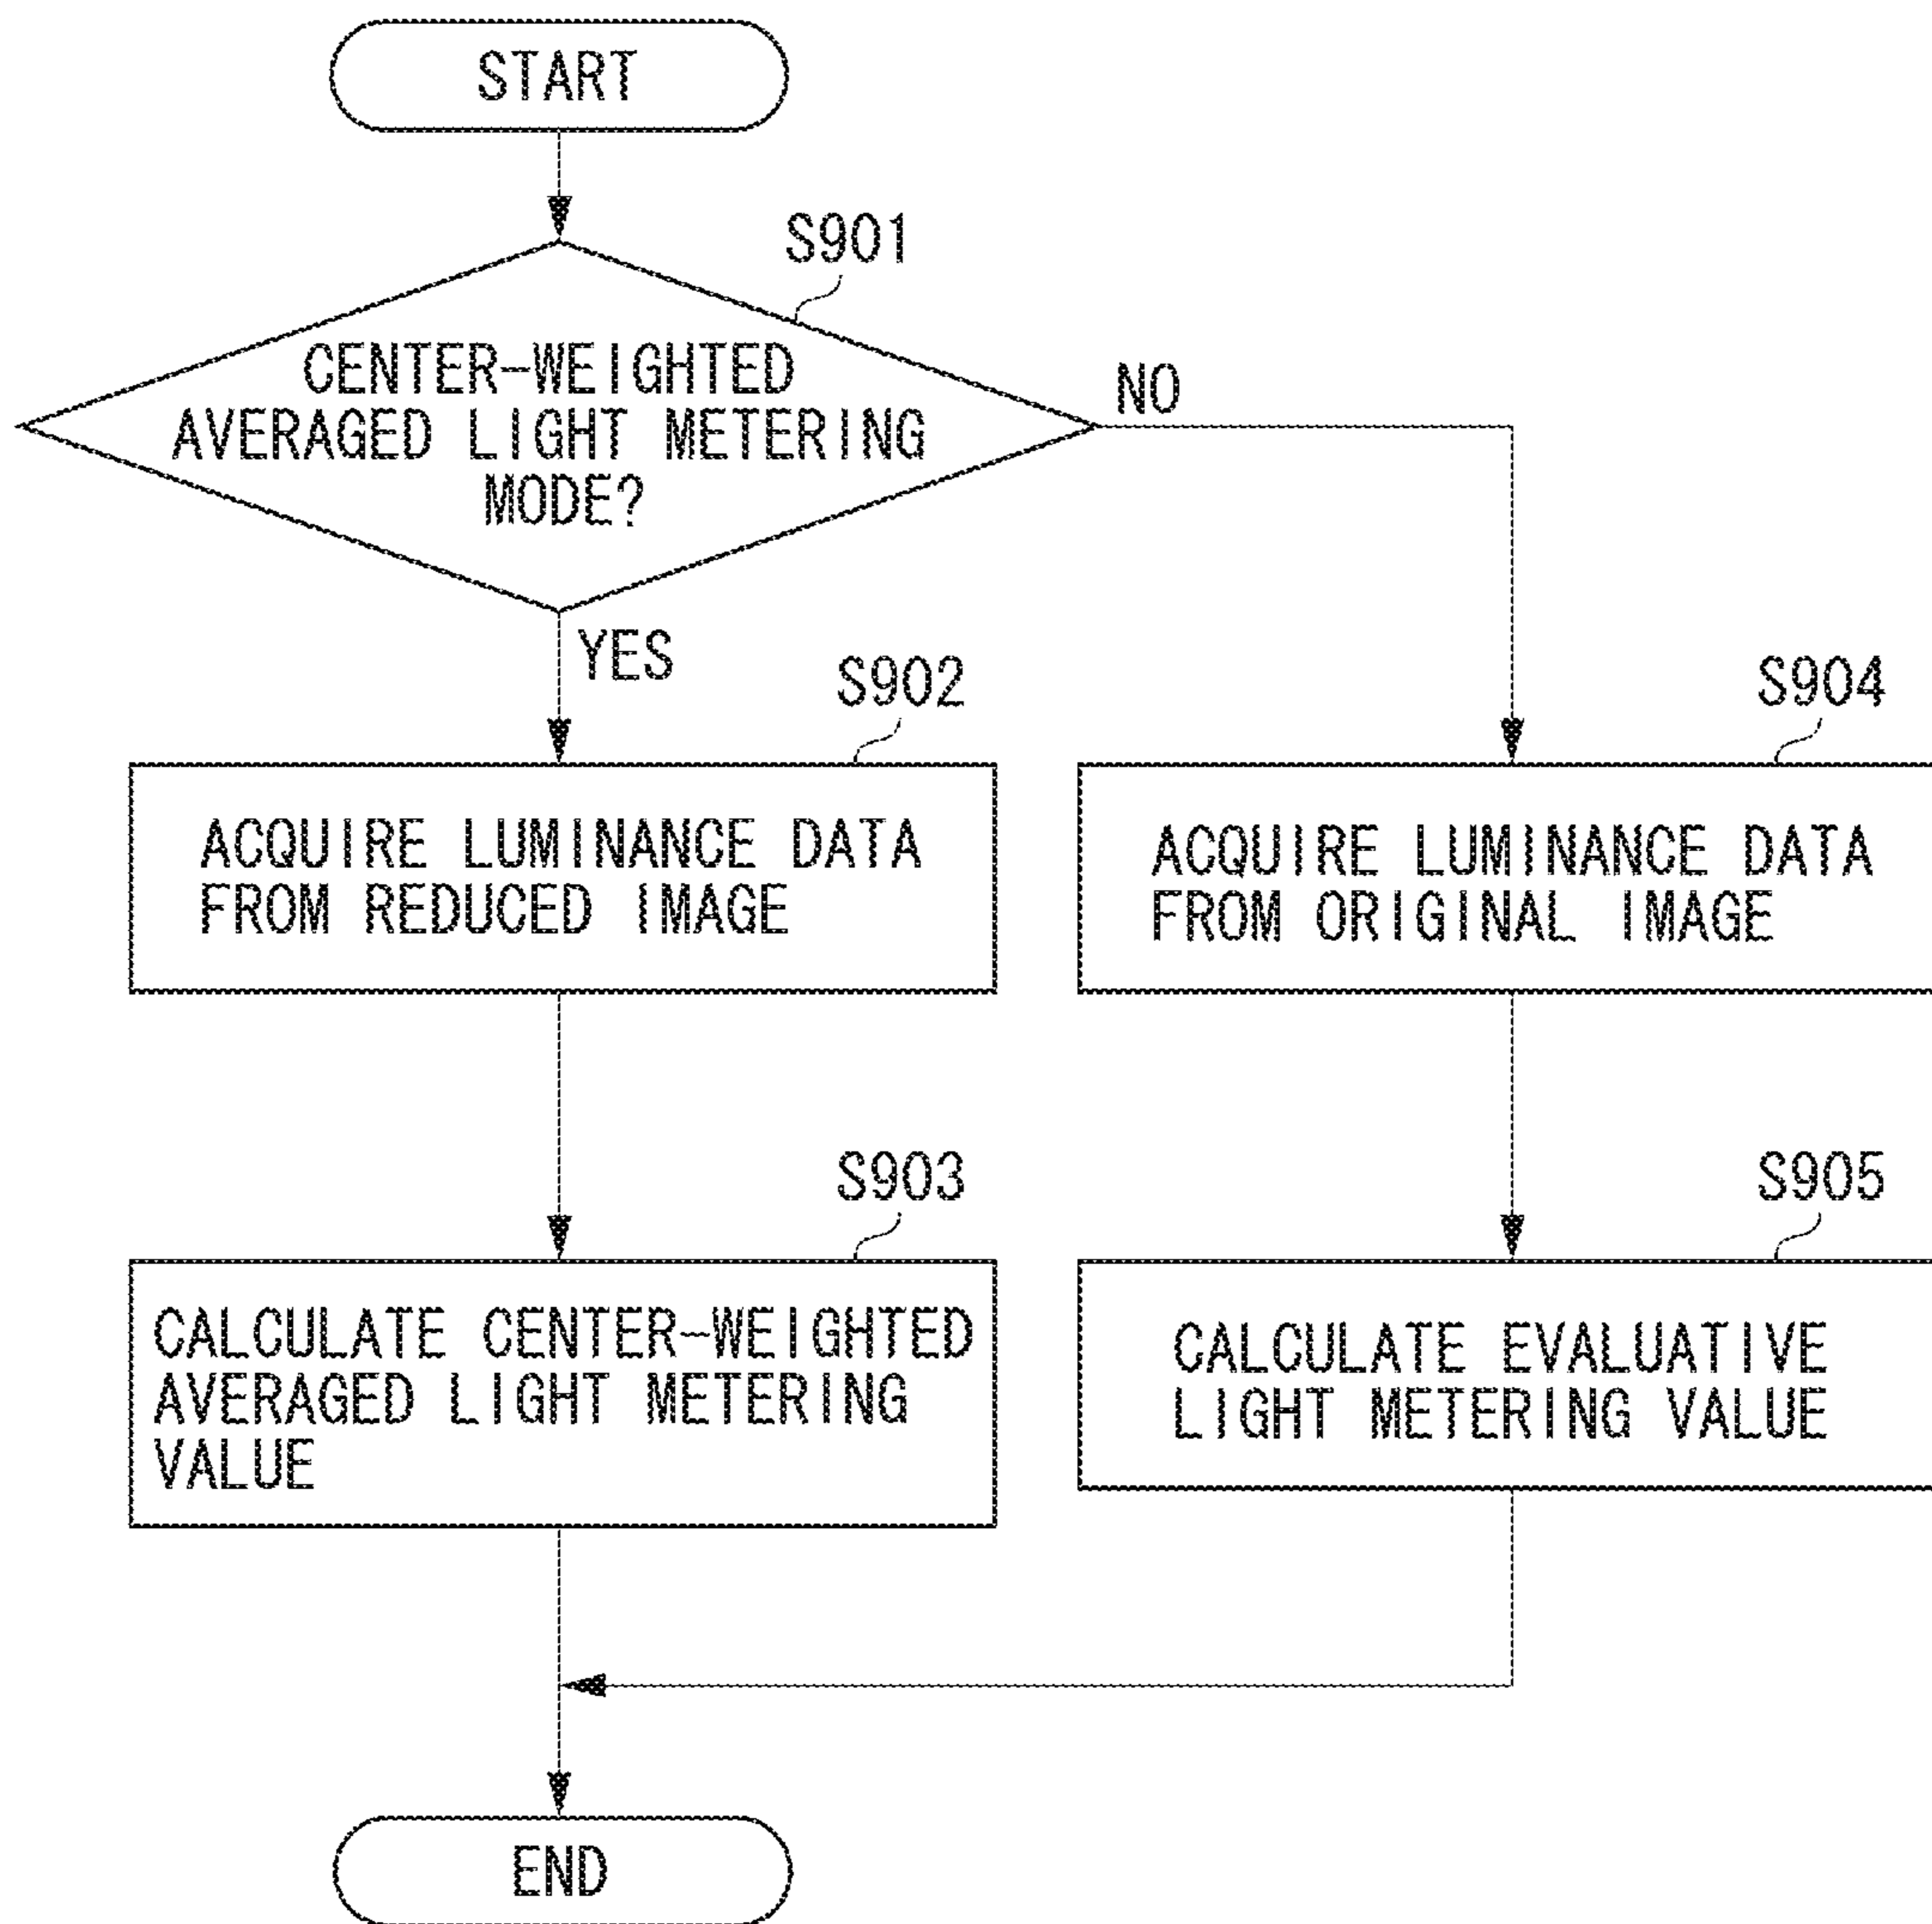 START
S901
CENTER-WEIGHTED
AVERAGED LIGHT METERING
MODE?
NO
YES
S902
ACQUIRE LUMINANCE DATA
FROM REDUCED IMAGE
S904
ACQUIRE LUMINANCE DATA
FROM ORIGINAL IMAGE
S903
CALCULATE CENTER-WEIGHTED
AVERAGED LIGHT METERING
VALUE
S905
CALCULATE EVALUATIVE
LIGHT METERING VALUE
END